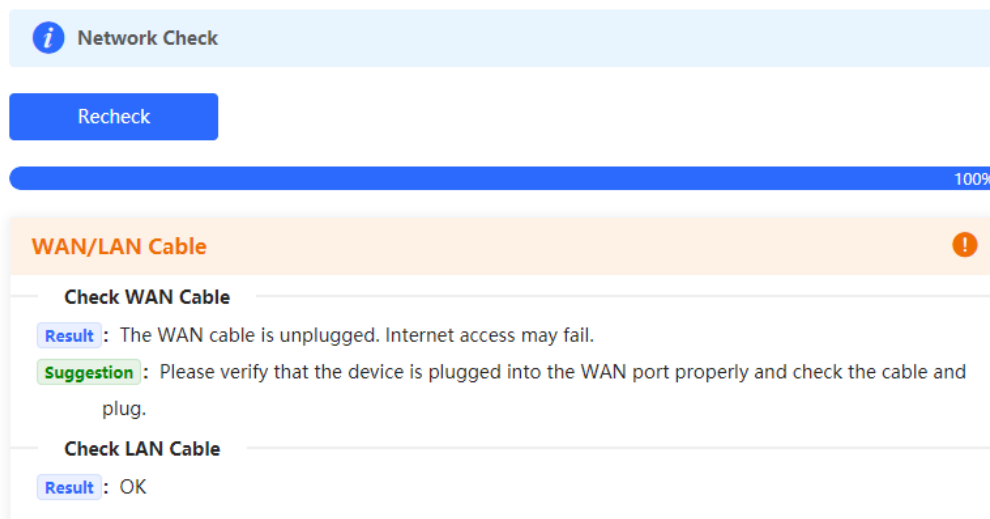 Network Check
Recheck
100%
WAN/LAN Cable
Check WAN Cable
Result : The WAN cable is unplugged. Internet access may fail.
Suggestion : Please verify that the device is plugged into the WAN port properly and check the cable and
plug.
Check LAN Cable
Result : OK